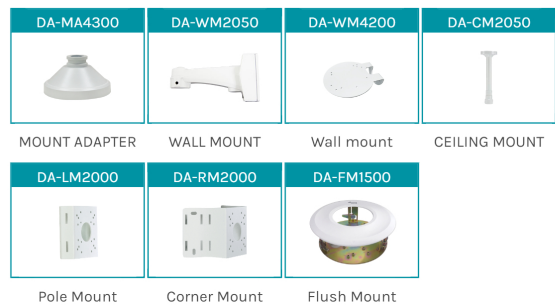 DA-MA4300 DA-WM2050 DA-WM4200 DA-CM2050
MOUNT ADAPTER WALL MOUNT Wall mount CEILING MOUNT
DA-LM2000 DA-RM2000 DA-FM1500
Pole Mount Corner Mount Flush Mount